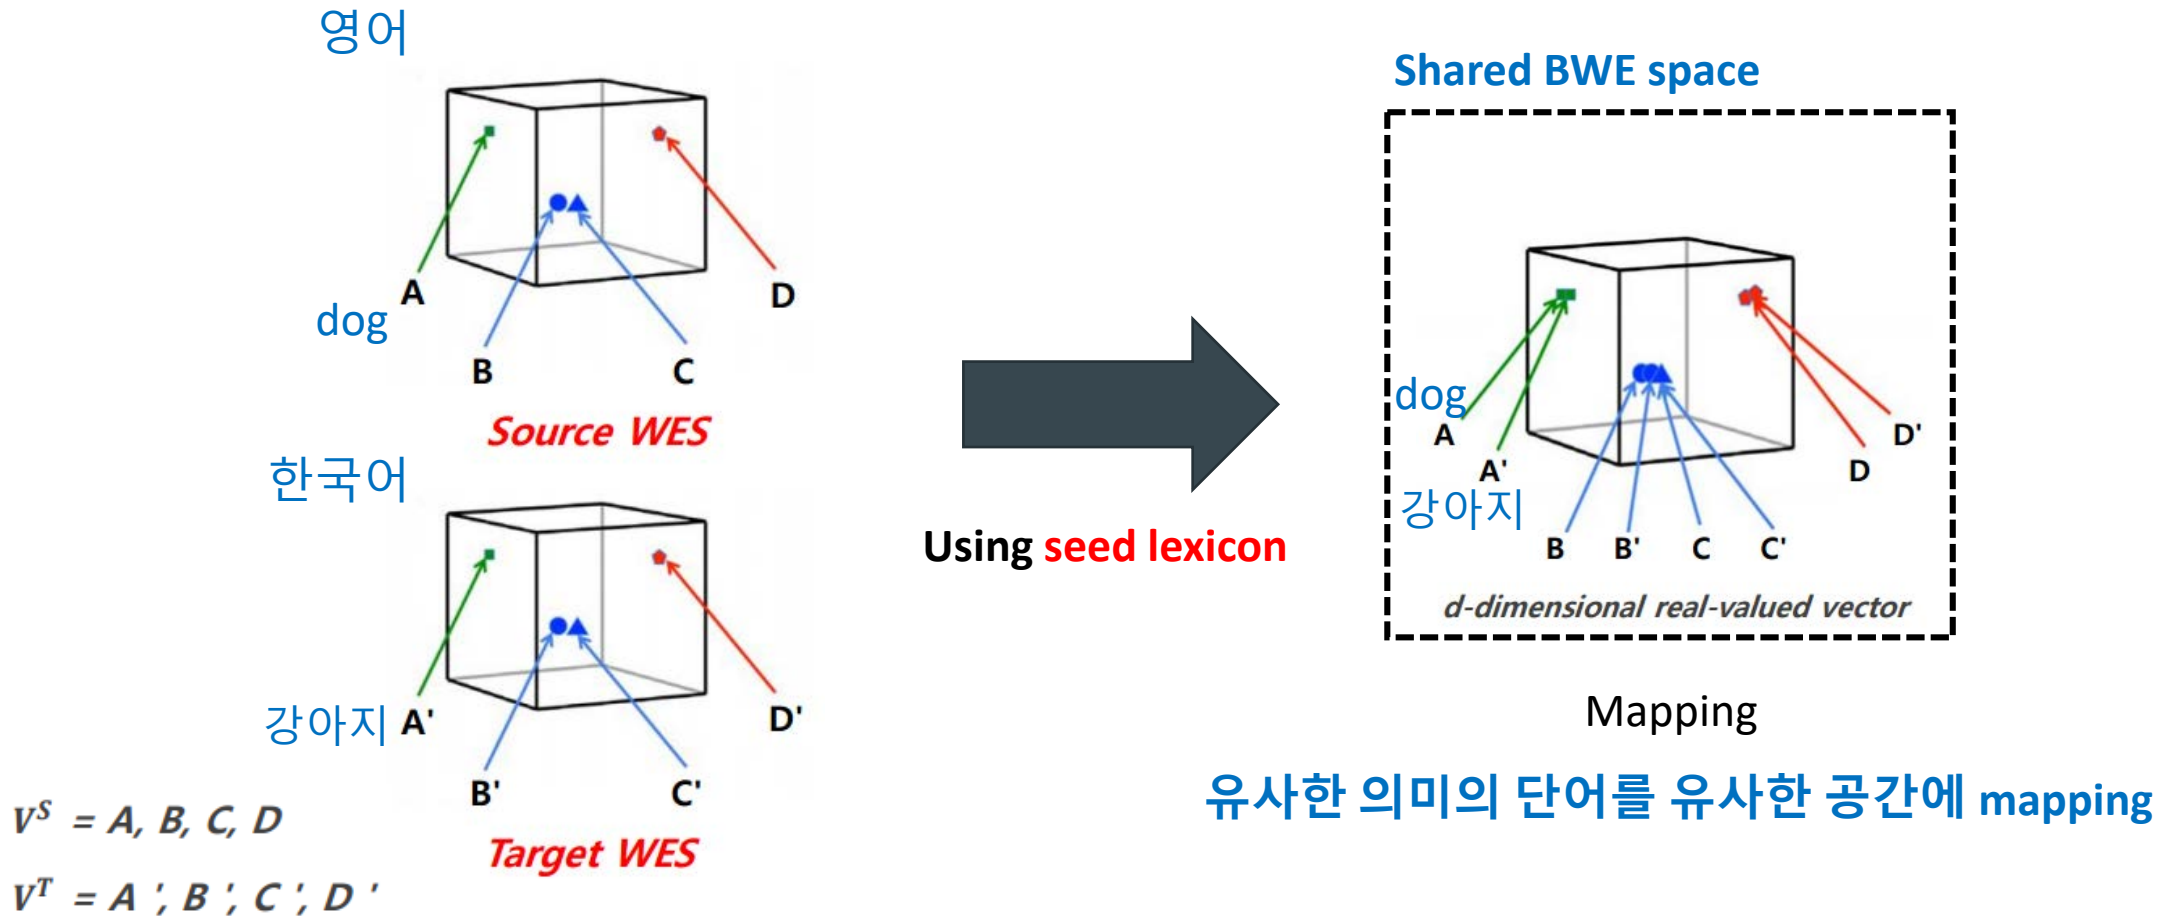 영어
A
dog
B
C
D
Source WES
한국어
강아지 A'
B'
C'
D'
Target WES
V^S = A, B, C, D
V^T = A ', B ', C ', D '
Using seed lexicon
Shared BWE space
dog
A
A'
강아지
B
B'
C
C'
D
D'
d-dimensional real-valued vector
Mapping
유사한 의미의 단어를 유사한 공간에 mapping